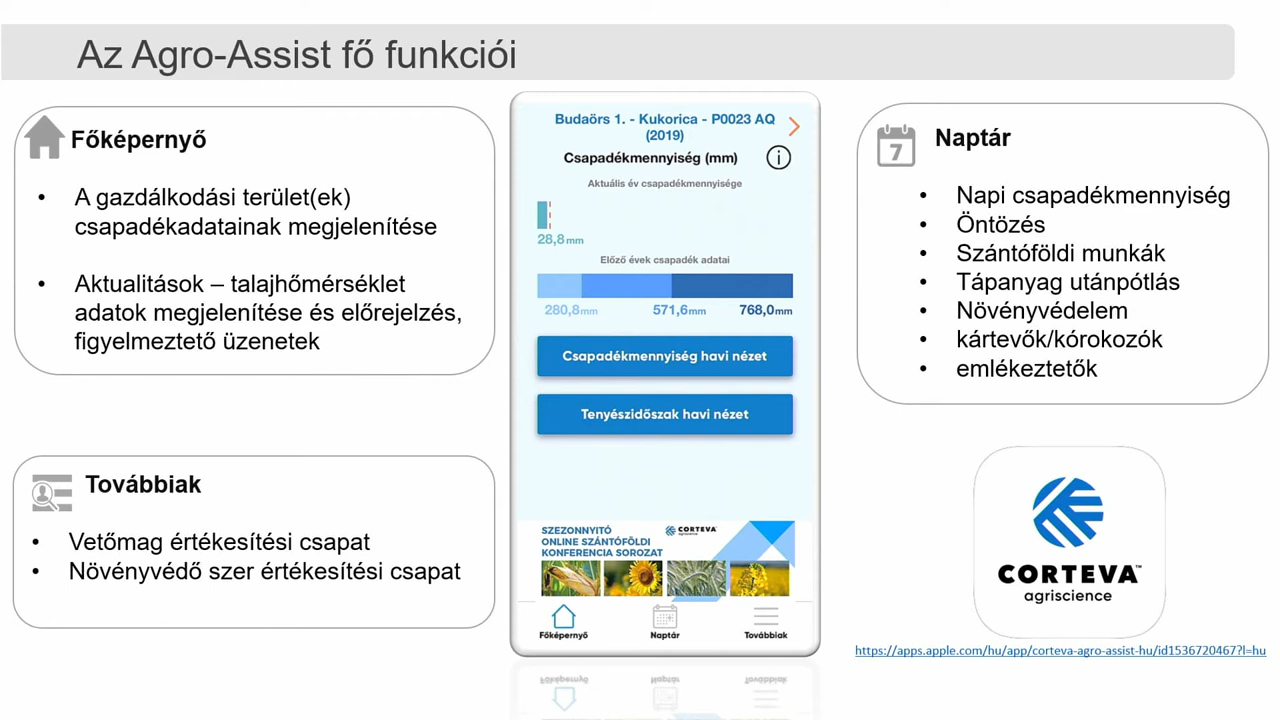 Az Agro-Assist fő funkciói
Főképernyő
• A gazdálkodási terület(ek)
csapadékadatainak megjelenítése
• Aktualitások – talajhőmérséklet
adatok megjelenítése és előrejelzés,
figyelmeztető üzenetek
Továbbiak
• Vetőmag értékesítési csapat
• Növényvédő szer értékesítési csapat
Budaörs 1. - Kukorica - P0023 AQ
(2019)
Csapadékmennyiség (mm)
Aktuális év csapadékmennyisége
28,8mm
Előző évek csapadék adatai
280,8mm 571,6mm 768,0mm
Csapadékmennyiség havi nézet
Tenyészidőszak havi nézet
SZEZONNYITÓ
ONLINE SZÁNTÓFÖLDI
KONFERENCIA SOROZAT
CORTEVA
agriscience
Főképernyő Naptár Továbbiak
7
Naptár
• Napi csapadékmennyiség
• Öntözés
• Szántóföldi munkák
• Tápanyag utánpótlás
• Növényvédelem
• kártevők/kórokozók
• emlékeztetők
CORTEVA™
agriscience
https://apps.apple.com/hu/app/corteva-agro-assist-hu/id1536720467?l=hu